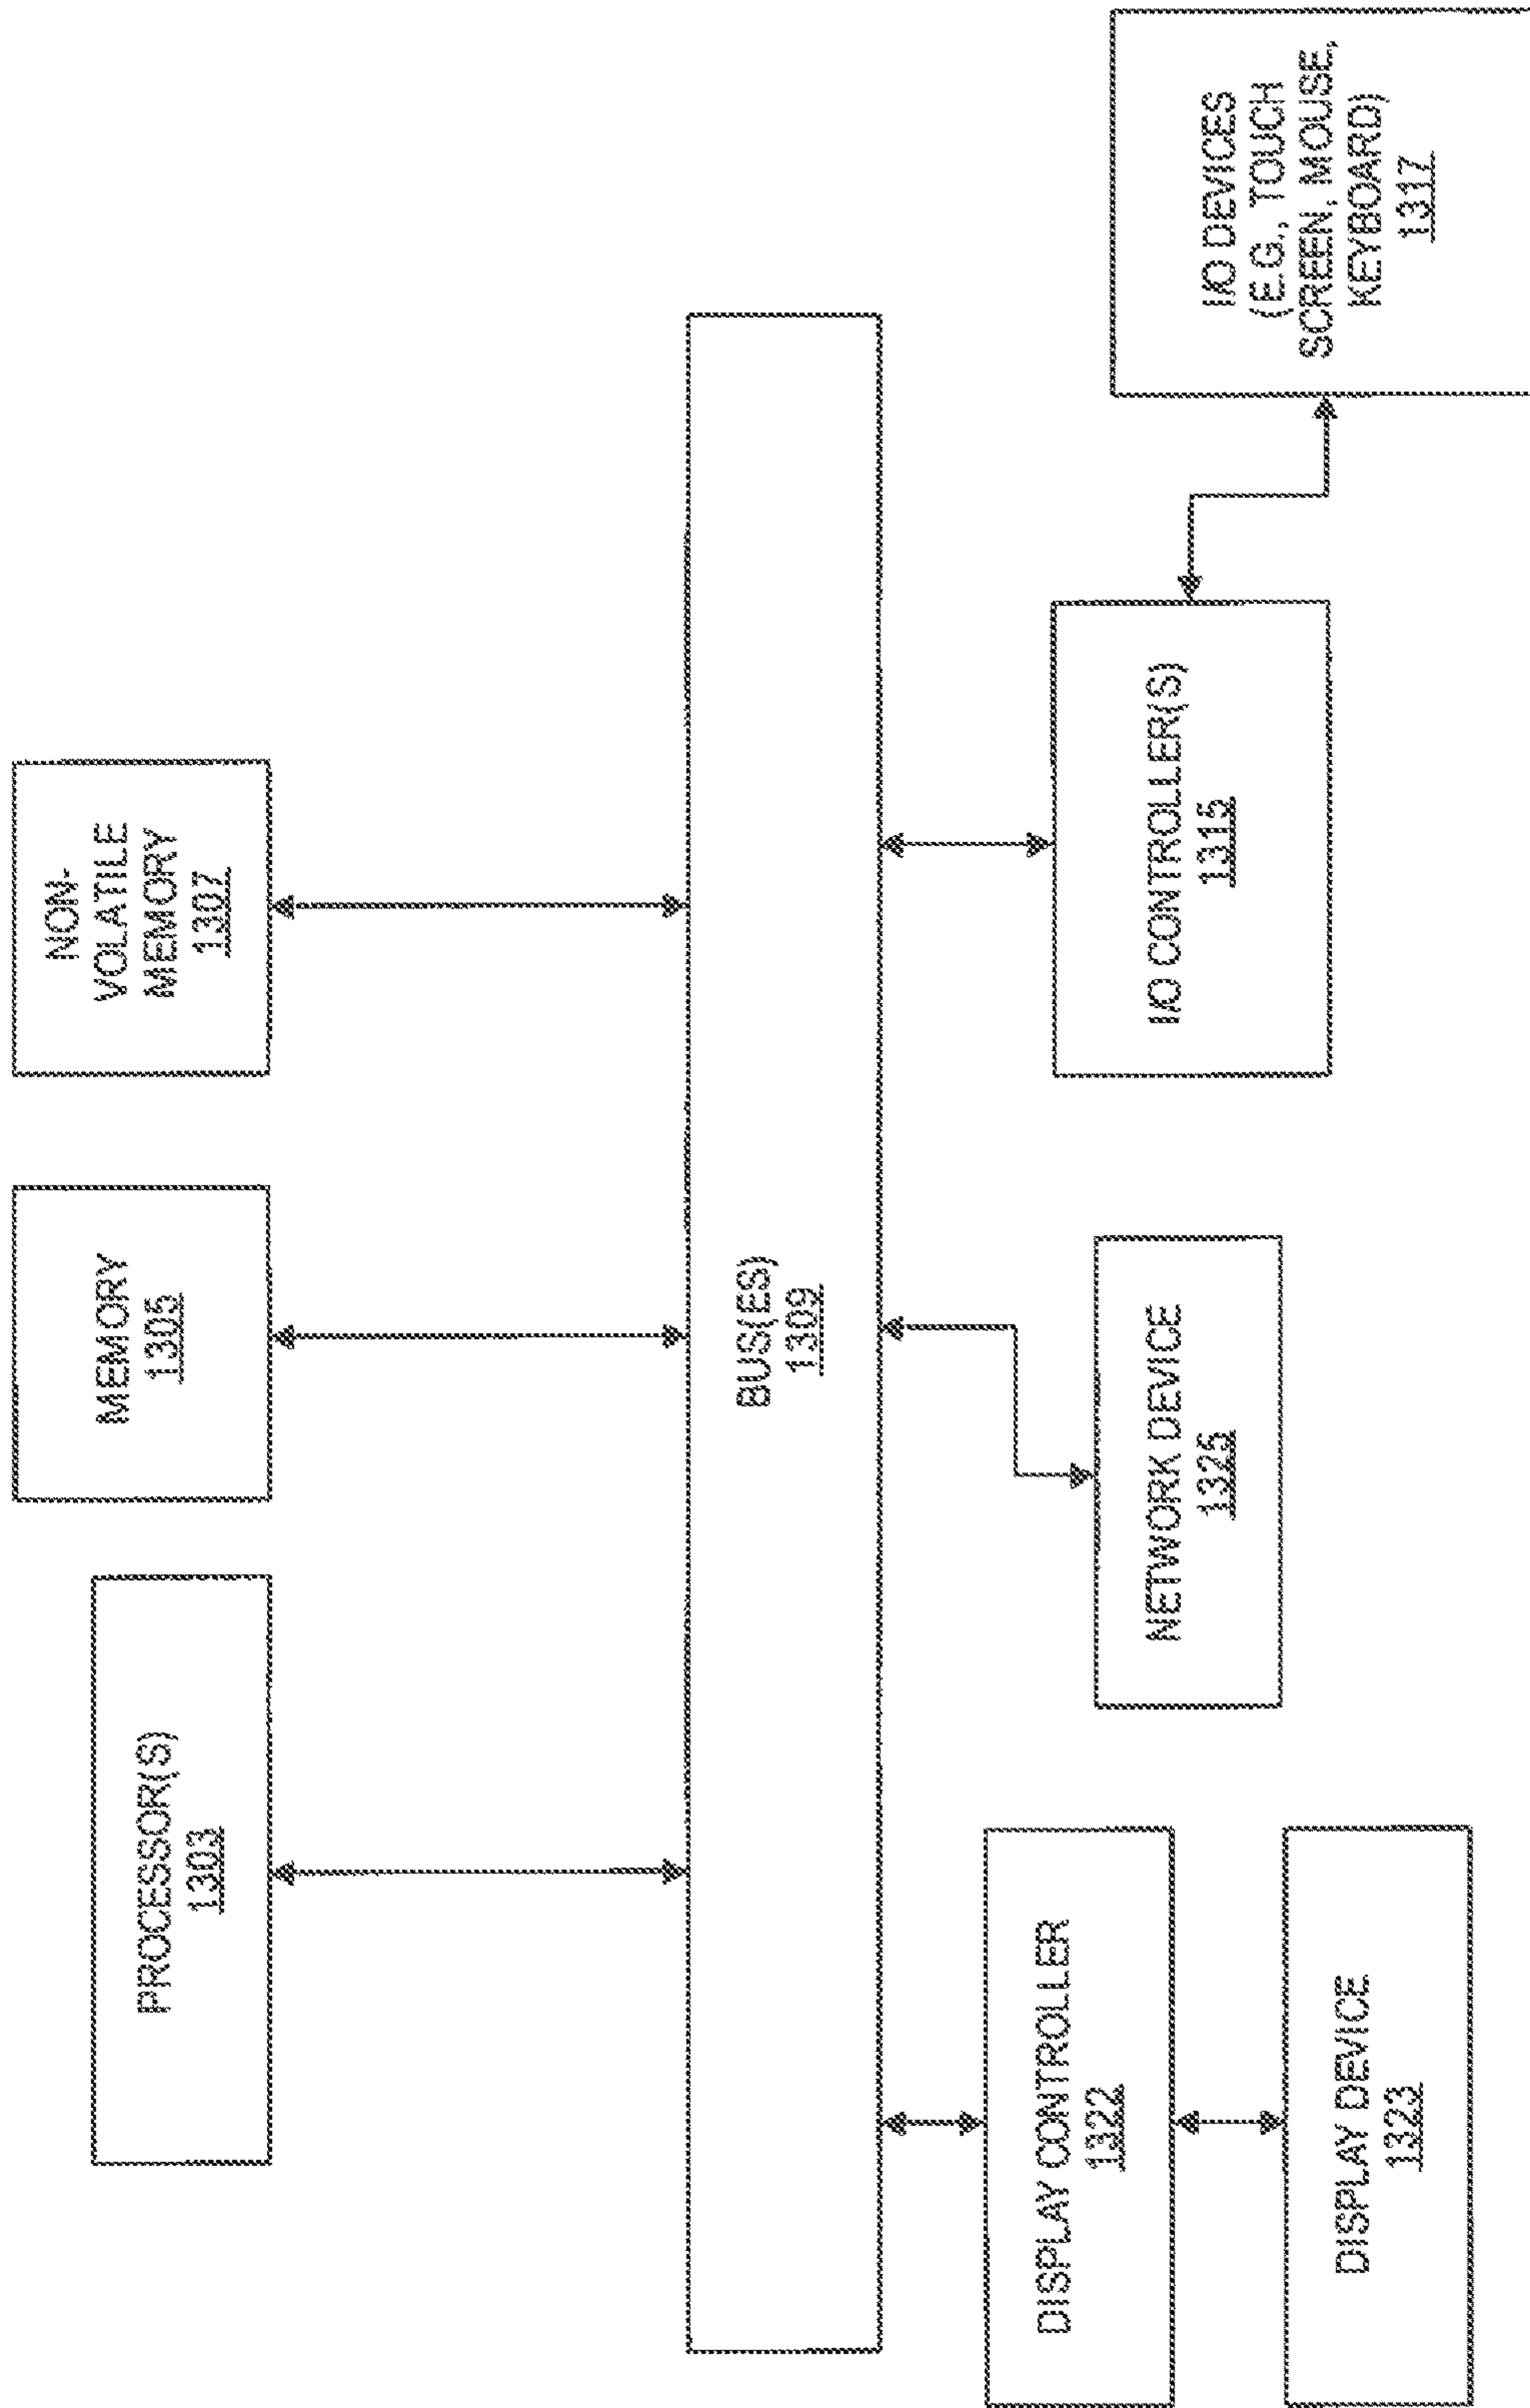 PROCESSOR(S)
1303
MEMORY
1305
NON-
VOLATILE
MEMORY
1307
BUS(ES)
1309
DISPLAY CONTROLLER
1322
DISPLAY DEVICE
1323
NETWORK DEVICE
1325
I/O CONTROLLER(S)
1315
I/O DEVICES
(E.G., TOUCH
SCREEN, MOUSE,
KEYBOARD)
1317